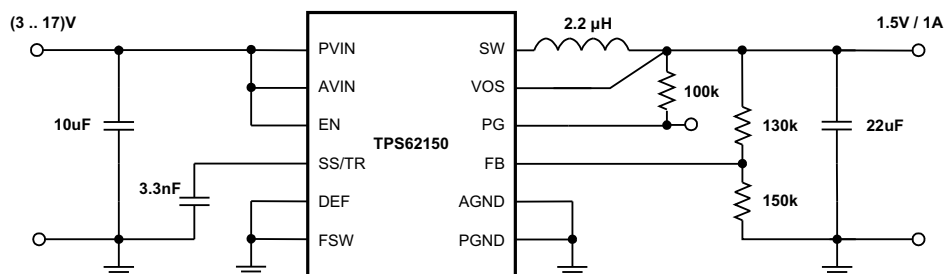 (3 .. 17)V
2.2 µH
1.5V / 1A
PVIN
SW
AVIN
VOS
100k
10uF
EN
PG
130k
22uF
TPS62150
SS/TR
FB
3.3nF
DEF
AGND
150k
FSW
PGND